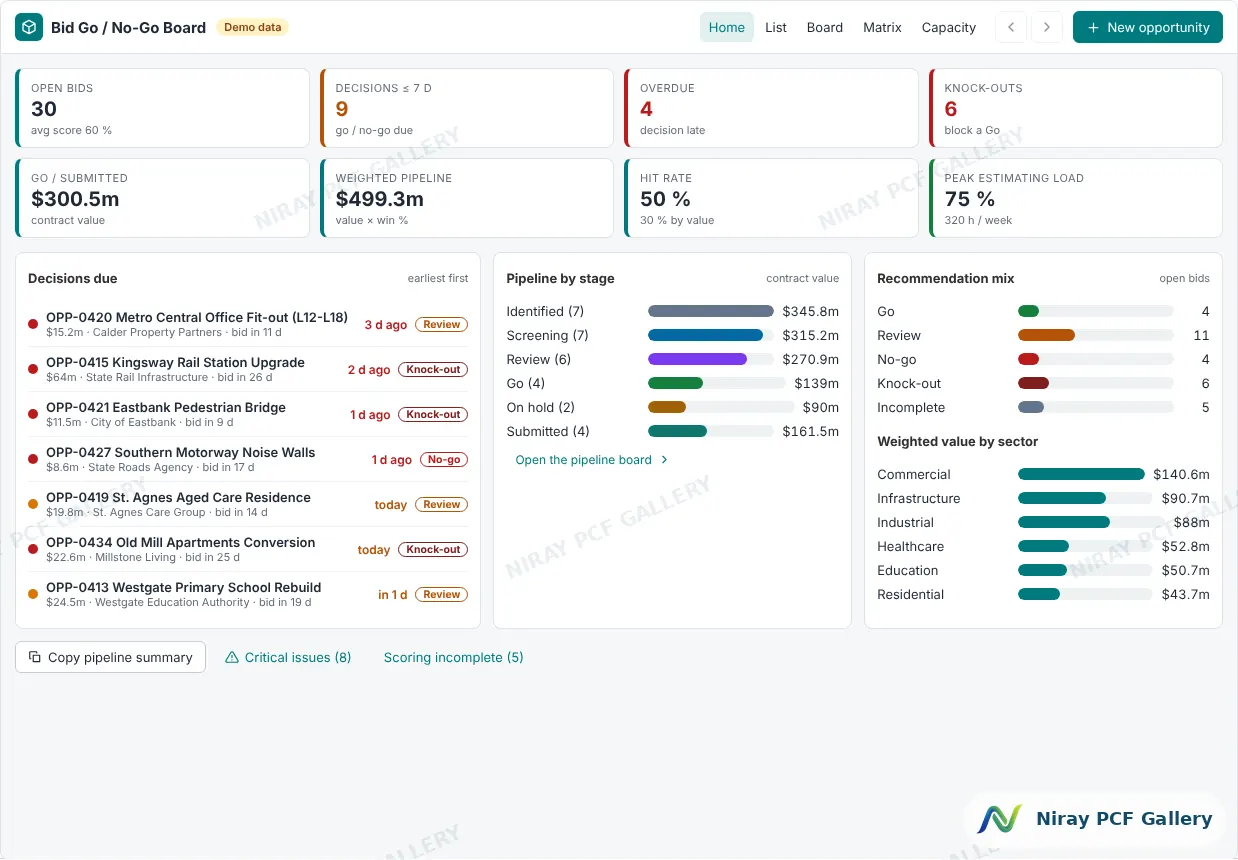 Bid Go / No-Go Board
Demo data
Home
List
Board
Matrix
Capacity
New opportunity
OPEN BIDS
30
avg score 60 %
DECISIONS ≤ 7 D
9
go / no-go due
OVERDUE
4
decision late
KNOCK-OUTS
6
block a Go
GO / SUBMITTED
$300.5m
contract value
WEIGHTED PIPELINE
$499.3m
value × win %
HIT RATE
50 %
30 % by value
PEAK ESTIMATING LOAD
75 %
320 h / week
Decisions due
earliest first
OPP-0420 Metro Central Office Fit-out (L12-L18)
$15.2m · Calder Property Partners · bid in 11 d
3 d ago
Review
OPP-0415 Kingsway Rail Station Upgrade
$64m · State Rail Infrastructure · bid in 26 d
2 d ago
Knock-out
OPP-0421 Eastbank Pedestrian Bridge
$11.5m · City of Eastbank · bid in 9 d
1 d ago
Knock-out
OPP-0427 Southern Motorway Noise Walls
$8.6m · State Roads Agency · bid in 17 d
1 d ago
No-go
OPP-0419 St. Agnes Aged Care Residence
$19.8m · St. Agnes Care Group · bid in 14 d
today
Review
OPP-0434 Old Mill Apartments Conversion
$22.6m · Millstone Living · bid in 25 d
today
Knock-out
OPP-0413 Westgate Primary School Rebuild
$24.5m · Westgate Education Authority · bid in 19 d
in 1 d
Review
Pipeline by stage
contract value
Identified (7)
$345.8m
Screening (7)
$315.2m
Review (6)
$270.9m
Go (4)
$139m
On hold (2)
$90m
Submitted (4)
$161.5m
Open the pipeline board
Recommendation mix
open bids
Go
4
Review
11
No-go
4
Knock-out
6
Incomplete
5
Weighted value by sector
Commercial
$140.6m
Infrastructure
$90.7m
Industrial
$88m
Healthcare
$52.8m
Education
$50.7m
Residential
$43.7m
Copy pipeline summary
Critical issues (8)
Scoring incomplete (5)
NIRAY PCF GALLERY
NIRAY PCF GALLERY
PCF GALLERY
NIRAY PCF GALLERY
NIRAY PCF GALLERY
Niray PCF Gallery